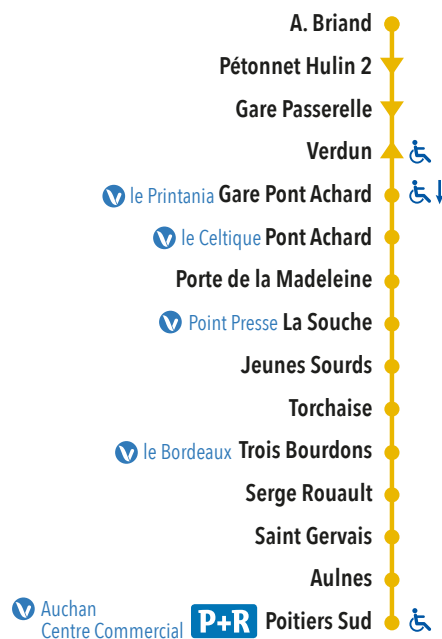 A. Briand
Pétonnet Hulin 2
Gare Passerelle
Verdun
le Printania Gare Pont Achard
le Celtique Pont Achard
Porte de la Madeleine
Point Presse La Souche
Jeunes Sourds
Torchaise
le Bordeaux Trois Bourdons
Serge Rouault
Saint Gervais
Aulnes
Auchan
Centre Commercial P+R Poitiers Sud